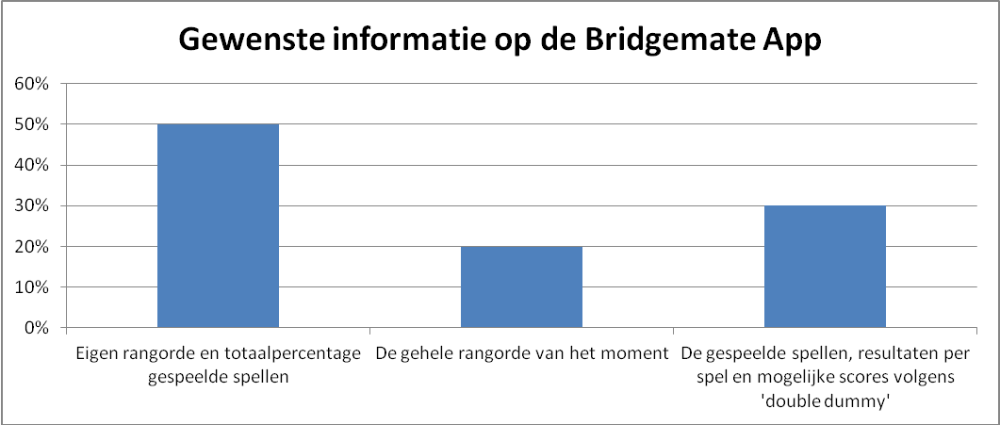 Gewenste informatie op de Bridgemate App
60%
50%
40%
30%
20%
10%
0%
Eigen rangorde en totaalpercentage
gespeelde spellen
De gehele rangorde van het moment
De gespeelde spellen, resultaten per
spel en mogelijke scores volgens
'double dummy'